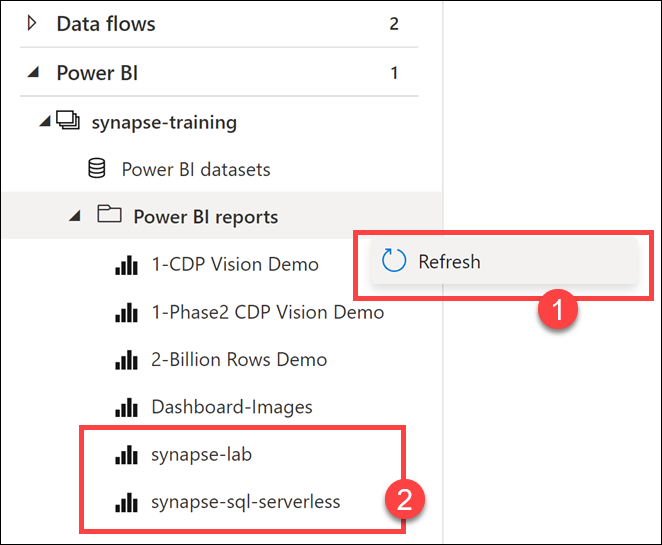 Data flows 2
Power BI 1
synapse-training
Power BI datasets
Power BI reports
1-CDP Vision Demo
Refresh
1
1-Phase2 CDP Vision Demo
2-Billion Rows Demo
Dashboard-Images
synapse-lab
synapse-sql-serverless
2